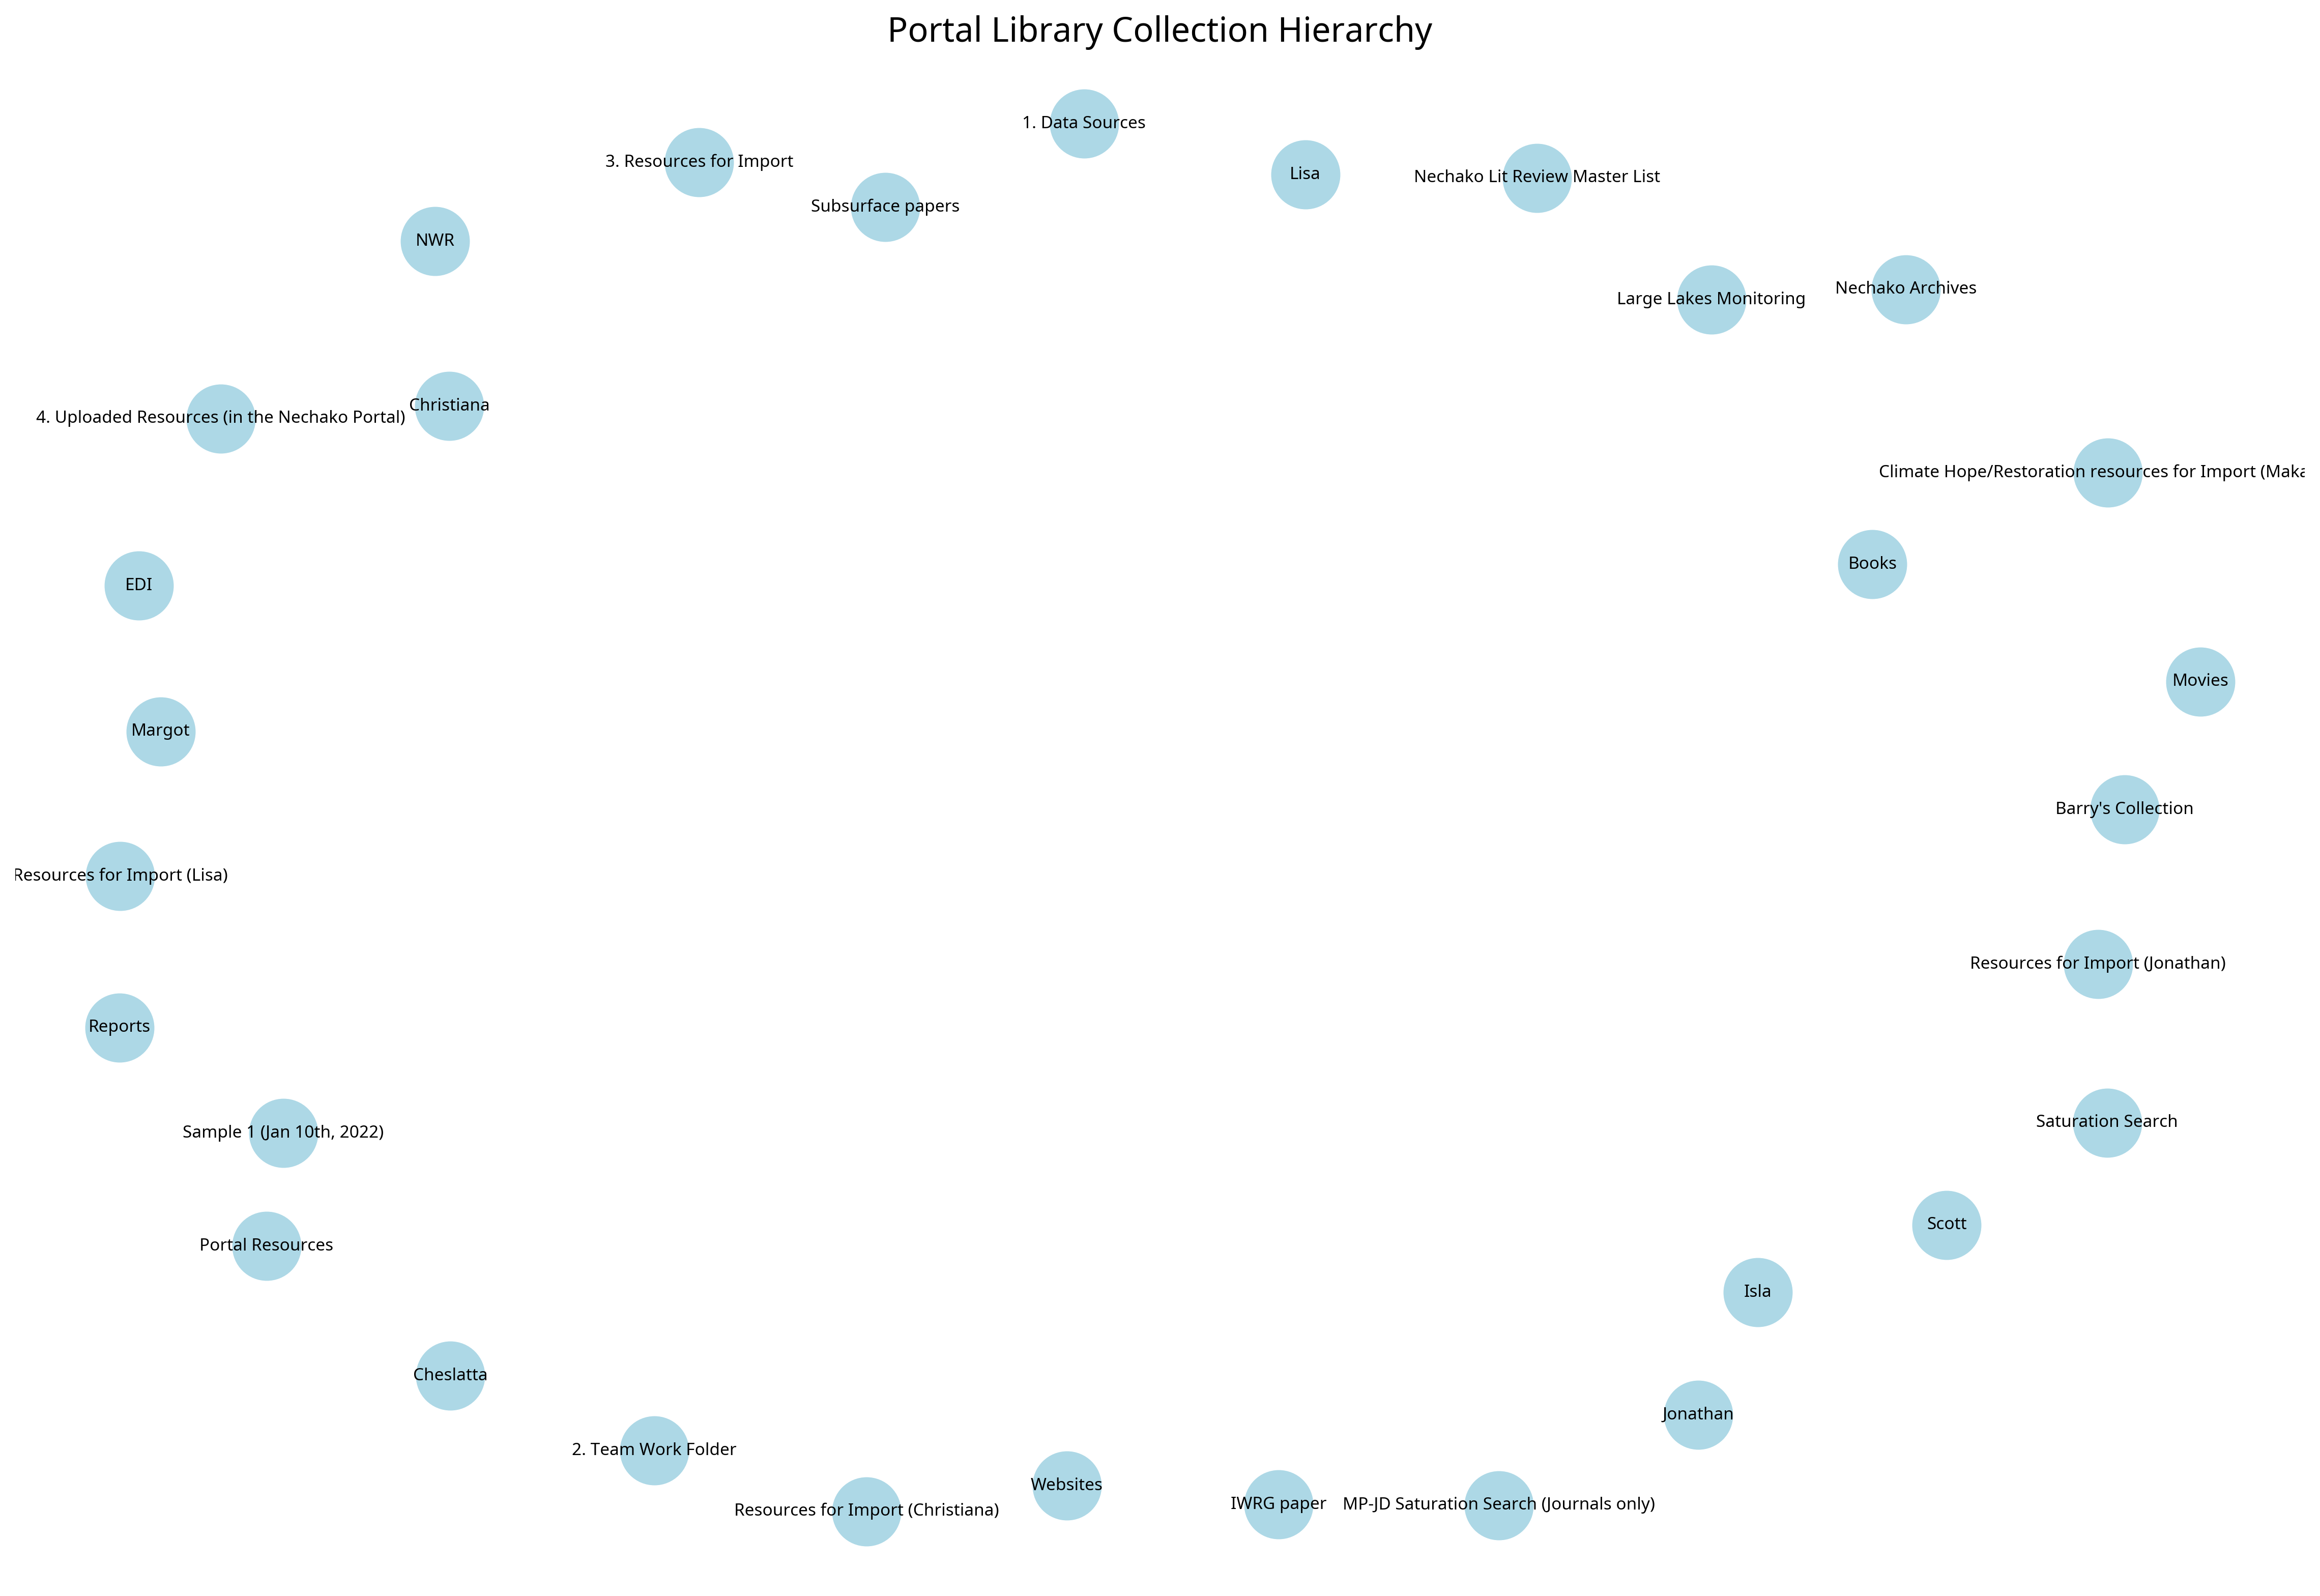 Portal Library Collection Hierarchy
1. Data Sources
3. Resources for Import
Lisa
Nechako Lit Review Master List
Subsurface papers
NWR
Nechako Archives
Large Lakes Monitoring
Christiana
4. Uploaded Resources (in the Nechako Portal)
Climate Hope/Restoration resources for Import (Maka
Books
EDI
Movies
Margot
Barry's Collection
Resources for Import (Lisa)
Resources for Import (Jonathan)
Reports
Saturation Search
Sample 1 (Jan 10th, 2022)
Scott
Portal Resources
Isla
Cheslatta
Jonathan
2. Team Work Folder
Websites
IWRG paper
MP-JD Saturation Search (Journals only)
Resources for Import (Christiana)